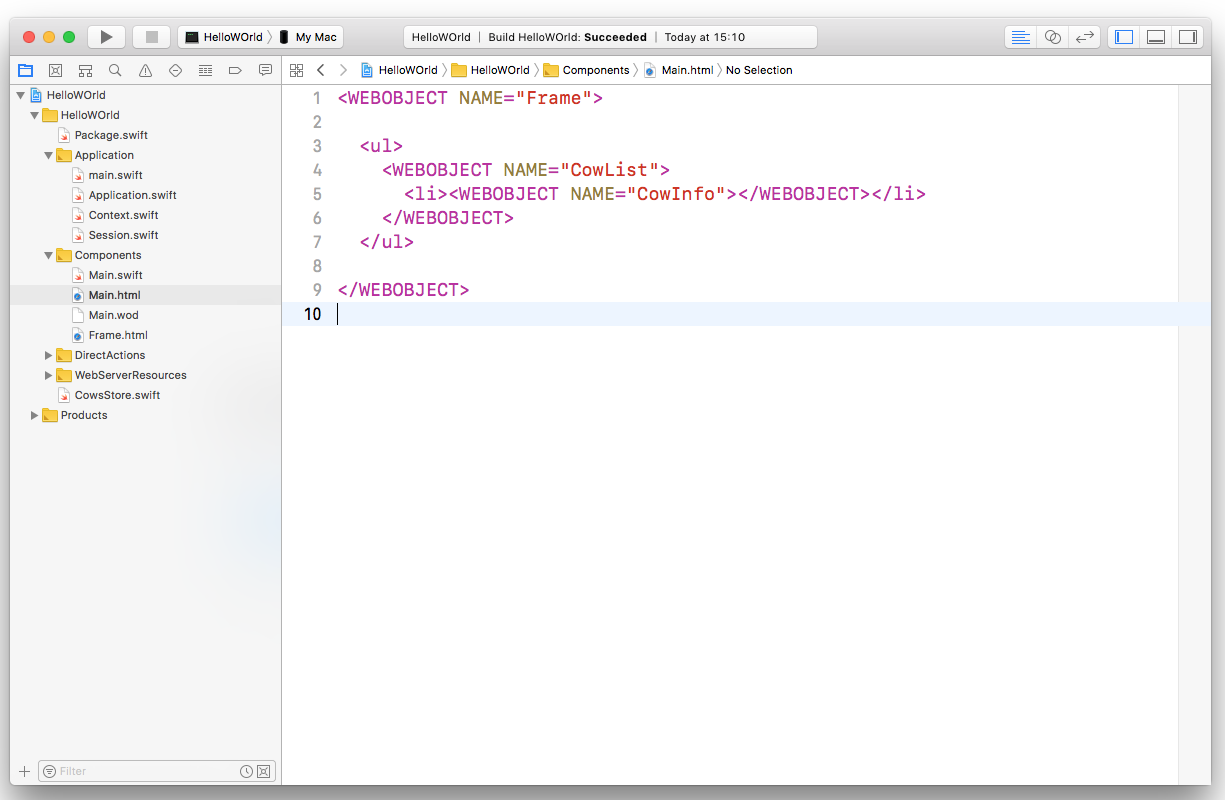 HelloWOrld My Mac HelloWOrld | Build HelloWOrld: Succeeded | Today at 15:10
HelloWOrld HelloWOrld Components Main.html No Selection
HelloWOrld
HelloWOrld
Package.swift
Application
main.swift
Application.swift
Context.swift
Session.swift
Components
Main.swift
Main.html
Main.wod
Frame.html
DirectActions
WebServerResources
CowsStore.swift
Products
Filter
1 <WEBOBJECT NAME="Frame">
2
3 <ul>
4 <WEBOBJECT NAME="CowList">
5 <li><WEBOBJECT NAME="CowInfo"></WEBOBJECT></li>
6 </WEBOBJECT>
7 </ul>
8
9 </WEBOBJECT>
10